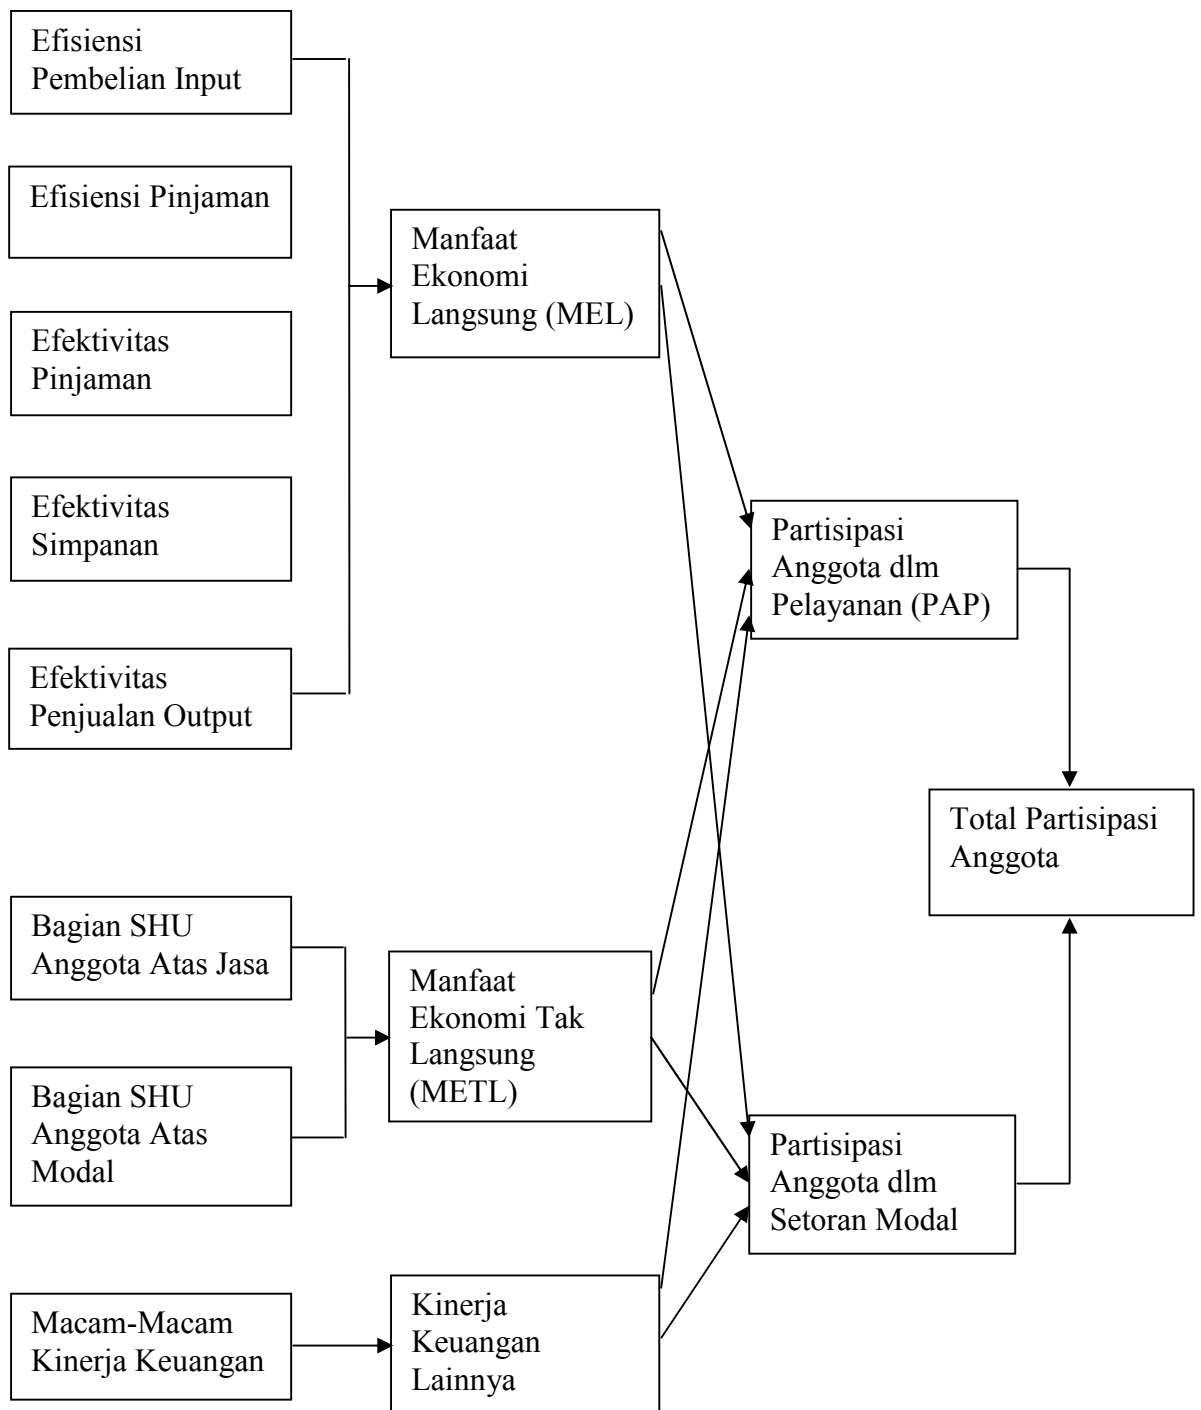 Efisiensi
Pembelian Input
Efisiensi Pinjaman
Efektivitas
Pinjaman
Efektivitas
Simpanan
Efektivitas
Penjualan Output
Bagian SHU
Anggota Atas Jasa
Bagian SHU
Anggota Atas
Modal
Macam-Macam
Kinerja Keuangan
Manfaat
Ekonomi
Langsung (MEL)
Manfaat
Ekonomi Tak
Langsung
(METL)
Kinerja
Keuangan
Lainnya
Partisipasi
Anggota dlm
Pelayanan (PAP)
Partisipasi
Anggota dlm
Setoran Modal
Total Partisipasi
Anggota